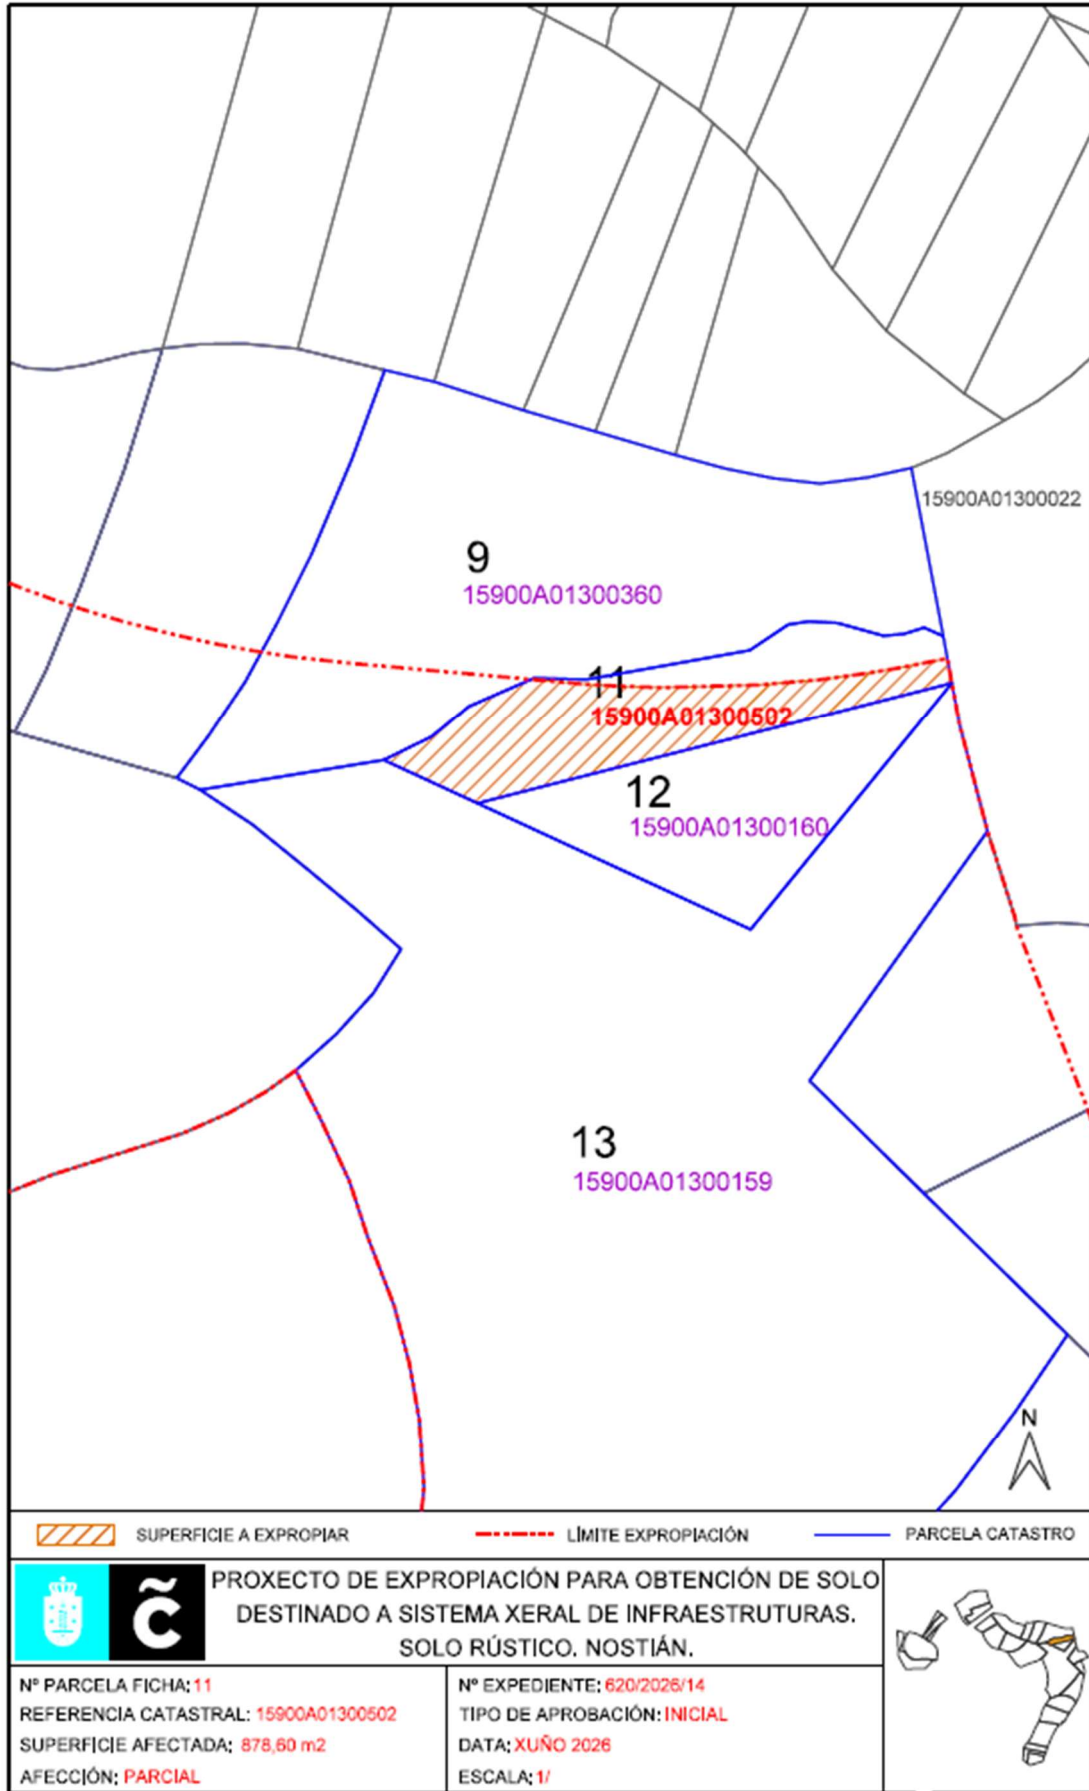 15900A01300022
9
15900A01300360
11
15900A01300502
12
15900A01300160
13
15900A01300159
N
SUPERFICIE A EXPROPIAR
LÍMITE EXPROPIACIÓN
PARCELA CATASTRO
PROXECTO DE EXPROPIACIÓN PARA OBTENCIÓN DE SOLO
DESTINADO A SISTEMA XERAL DE INFRAESTRUTURAS.
SOLO RÚSTICO. NOSTIÁN.
Nº PARCELA FICHA: 11
REFERENCIA CATASTRAL: 15900A01300502
SUPERFICIE AFECTADA: 878,60 m2
AFECCIÓN: PARCIAL
Nº EXPEDIENTE: 620/2026/14
TIPO DE APROBACIÓN: INICIAL
DATA: XUÑO 2026
ESCALA: 1/